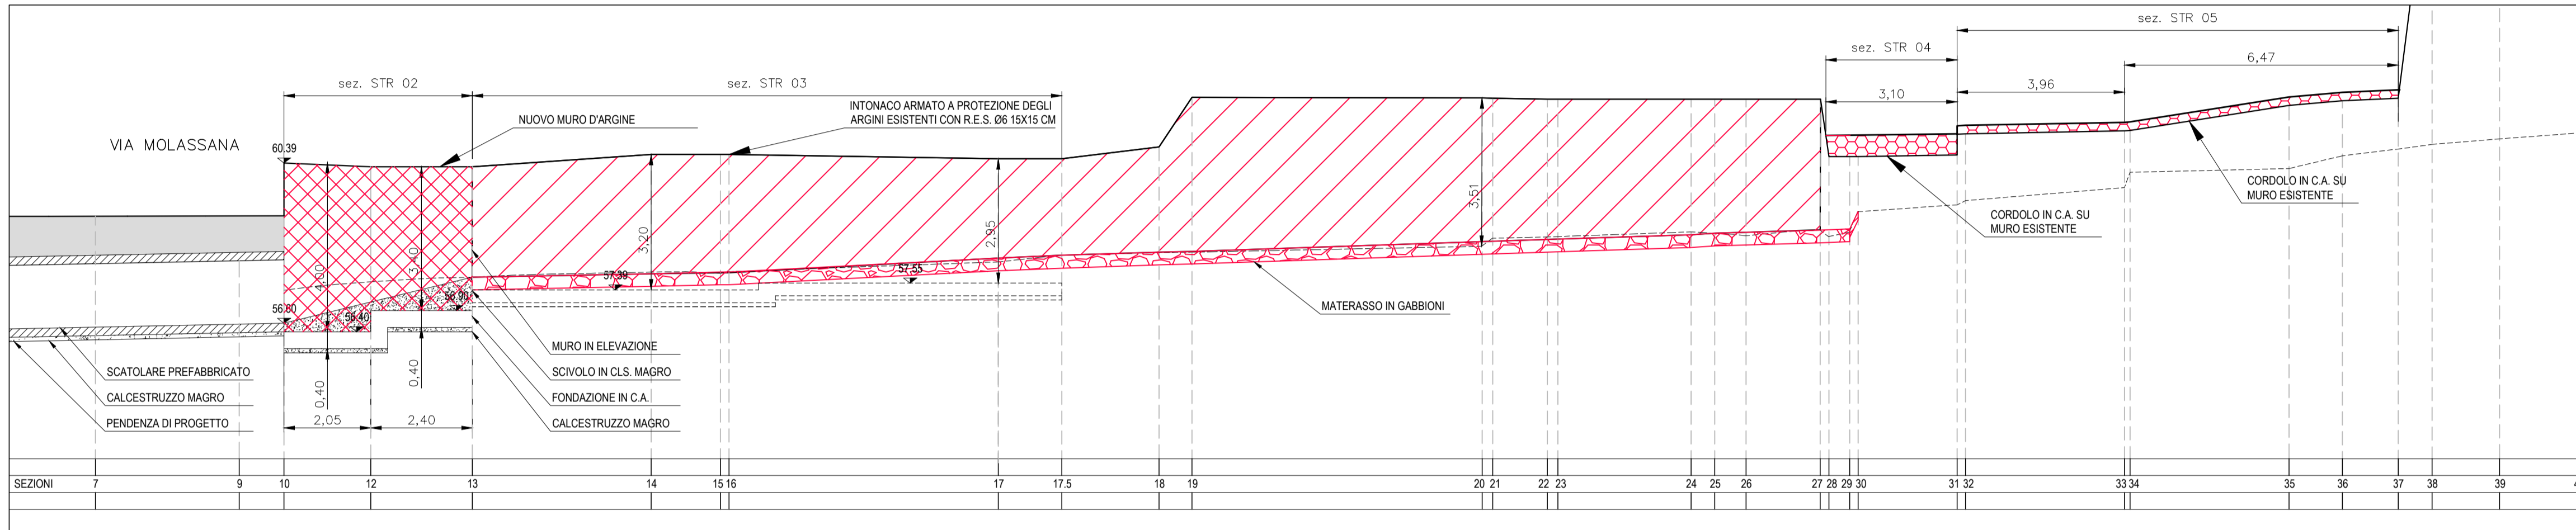 sez. STR 05
sez. STR 04
6,47
sez. STR 02
sez. STR 03
3,96
3,10
INTONACO ARMATO A PROTEZIONE DEGLI
ARGINI ESISTENTI CON R.E.S. Ø6 15X15 CM
NUOVO MURO D'ARGINE
VIA MOLASSANA
60.39
CORDOLO IN C.A. SU
MURO ESISTENTE
3,51
CORDOLO IN C.A. SU
MURO ESISTENTE
4,00
3,40
3,20
2,95
57.39
57.55
56.90
56.60
56.40
MATERASSO IN GABBIONI
MURO IN ELEVAZIONE
SCATOLARE PREFABBRICATO
SCIVOLO IN CLS. MAGRO
0,40
0,40
CALCESTRUZZO MAGRO
FONDAZIONE IN C.A.
PENDENZA DI PROGETTO
CALCESTRUZZO MAGRO
2,05
2,40
SEZIONI 7 9 10 12 13 14 15 16 17 17.5 18 19 20 21 22 23 24 25 26 27 28 29 30 31 32 33 34 35 36 37 38 39